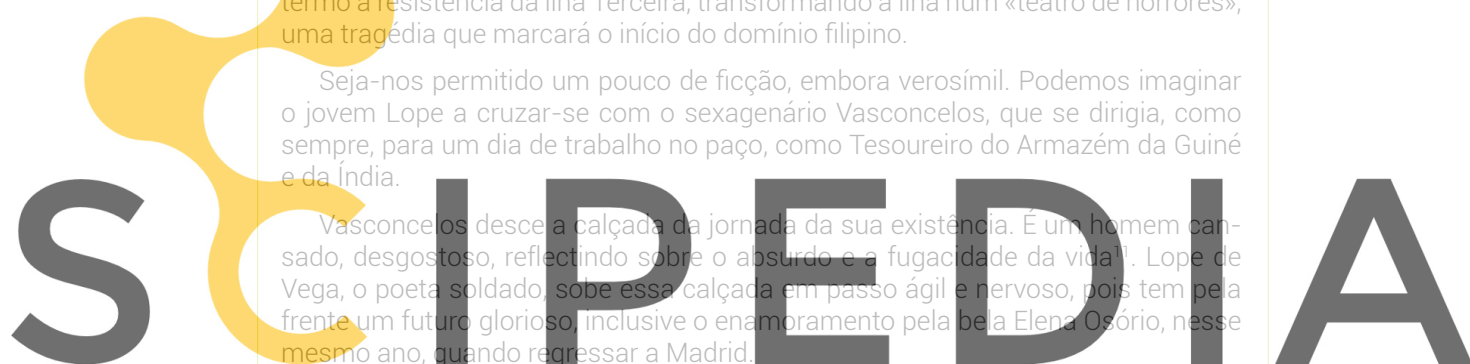 termo a resistência da ilha Terceira, transformando a ilha num «teatro de horrores»,
uma tragédia que marcará o início do domínio filipino.
Seja-nos permitido um pouco de ficção, embora verosímil. Podemos imaginar
o jovem Lope a cruzar-se com o sexagenário Vasconcelos, que se dirigia, como
sempre, para um dia de trabalho no paço, como Tesoureiro do Armazém da Guiné
e da Índia.
Vasconcelos desce a calçada da jornada da sua existência. É um homem can-
sado, desgostoso, reflectindo sobre o absurdo e a fugacidade da vida¹¹. Lope de
Vega, o poeta soldado, sobe essa calçada em passo ágil e nervoso, pois tem pela
frente um futuro glorioso, inclusive o enamoramento pela bela Elena Osório, nesse
mesmo ano, quando regressar a Madrid.
SCIPEDIA